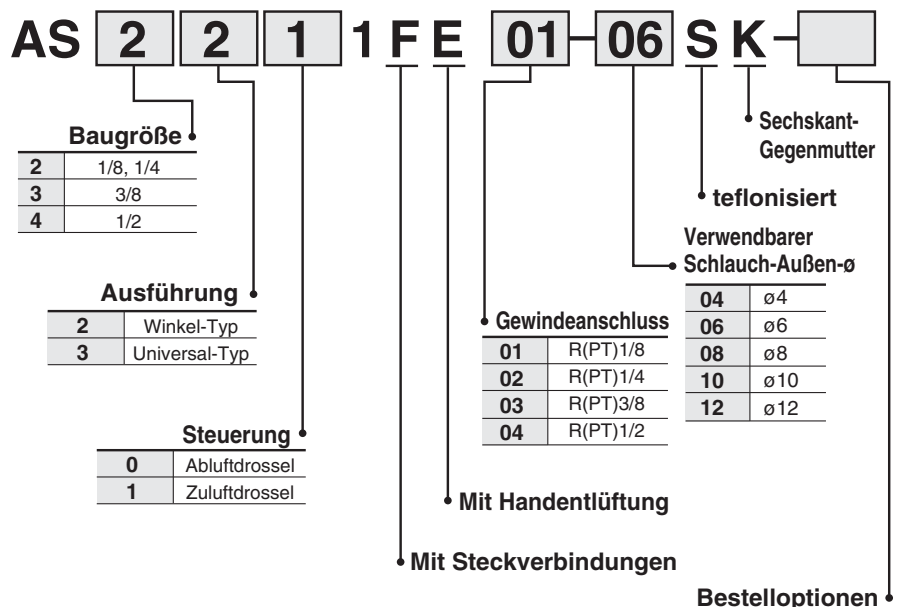 AS 2 2 1 1 F E 01-06 S K-
Sechskant-
Gegenmutter
teflonisiert
Verwendbarer
Schlauch-Außen-ø
04 ø4
06 ø6
08 ø8
10 ø10
12 ø12
Baugröße
2 1/8, 1/4
3 3/8
4 1/2
Ausführung
2 Winkel-Typ
3 Universal-Typ
Gewindeanschluss
01 R(PT)1/8
02 R(PT)1/4
03 R(PT)3/8
04 R(PT)1/2
Steuerung
0 Abluftdrossel
1 Zuluftdrossel
Mit Handentlüftung
Mit Steckverbindungen
Bestelloptionen